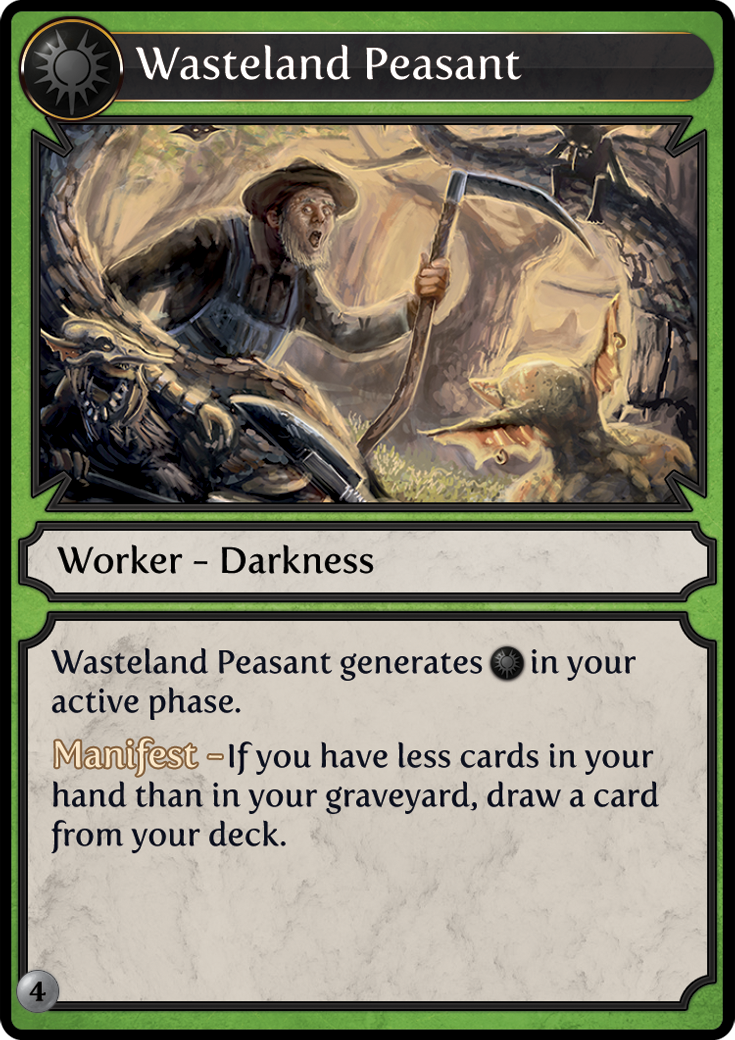 Wasteland Peasant
Worker – Darkness
Wasteland Peasant generates in your
active phase.
Manifest –If you have less cards in your
hand than in your graveyard, draw a card
from your deck.
4